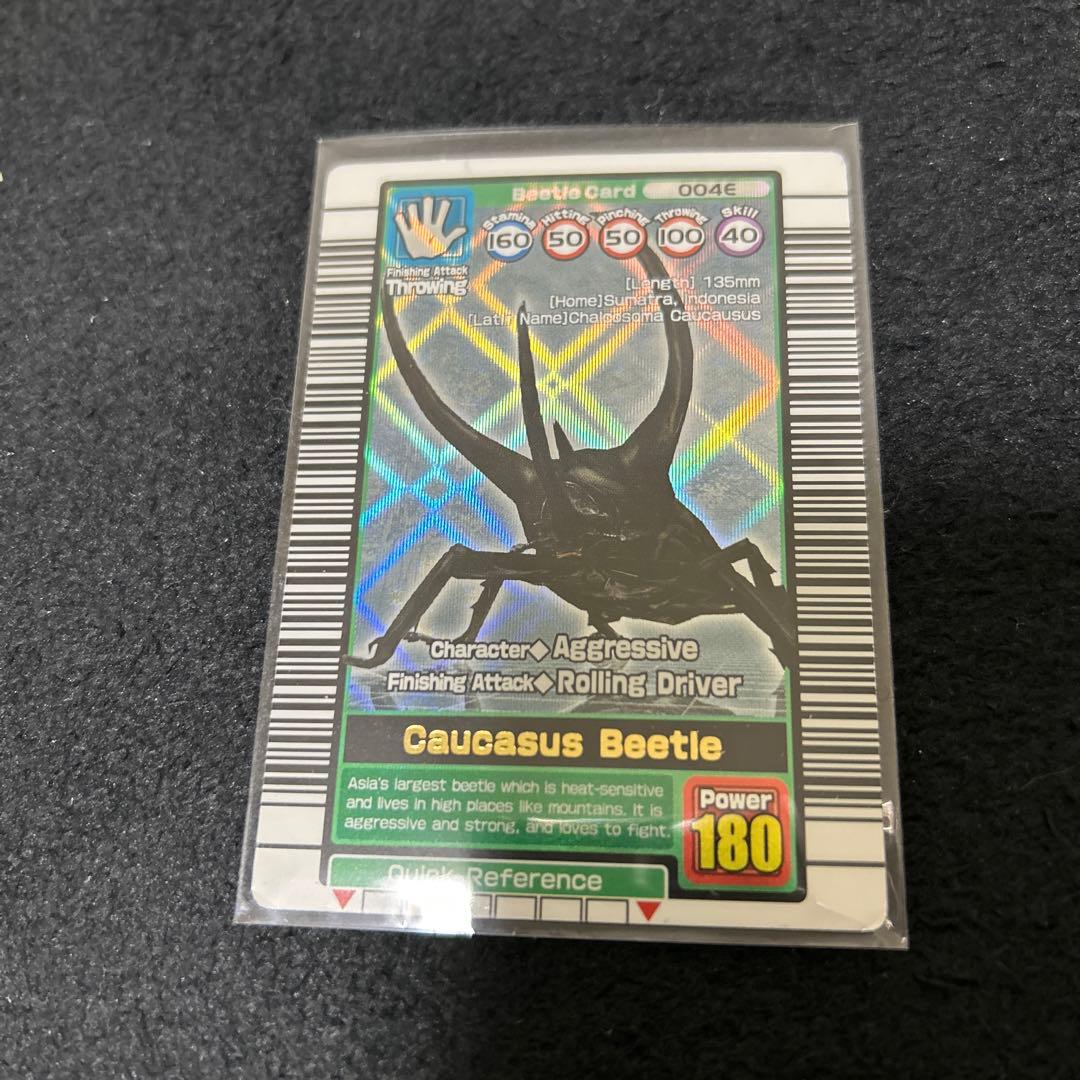 Beetle Card 004E
Stamina Hitting Pinching Throwing Skill
160 50 50 100 40
Finishing Attack
Throwing
[Length] 135mm
[Home]Sumatra, Indonesia
[Latin Name]Chalcosoma Caucausus
Character◆Aggressive
Finishing Attack◆Rolling Driver
Caucasus Beetle
Asia's largest beetle which is heat-sensitive
and lives in high places like mountains. It is
aggressive and strong, and loves to fight.
Power
180
Quick Reference